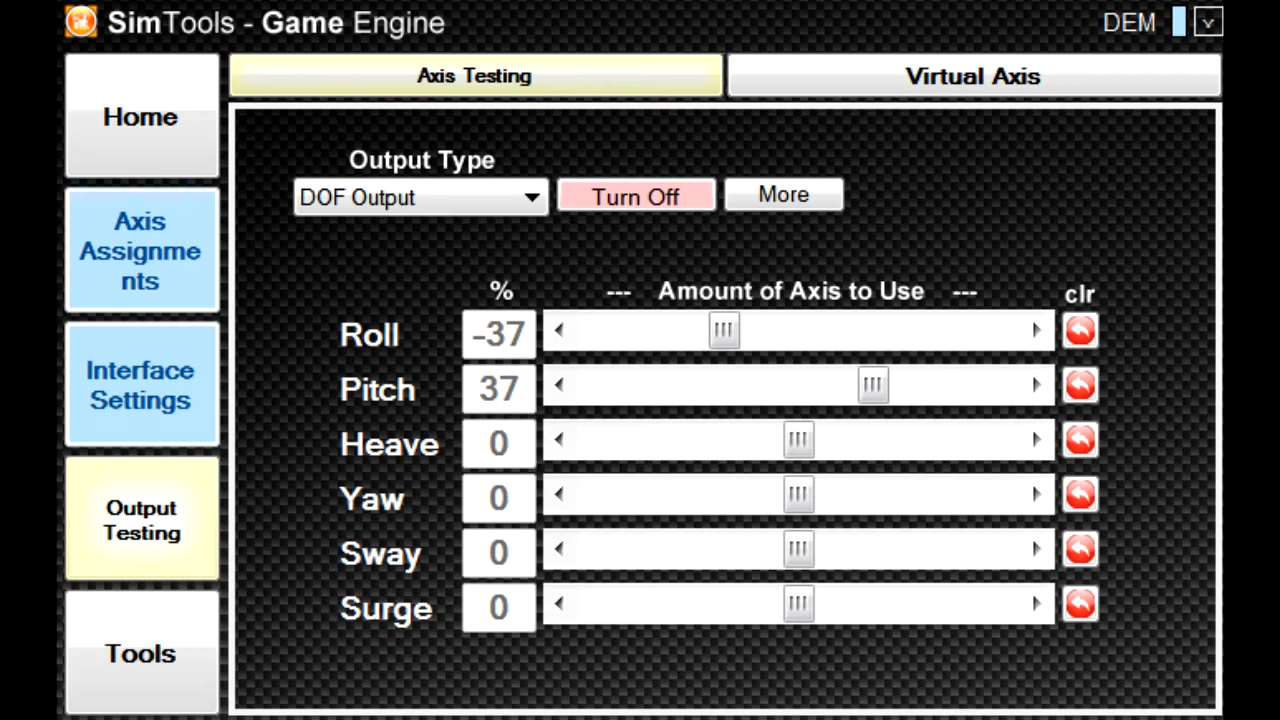 SimTools - Game Engine
DEM
v
Axis Testing
Virtual Axis
Home
Axis
Assignme
nts
Interface
Settings
Output
Testing
Tools
Output Type
DOF Output
Turn Off
More
%
--- Amount of Axis to Use ---
clr
Roll
-37
Pitch
37
Heave
0
Yaw
0
Sway
0
Surge
0